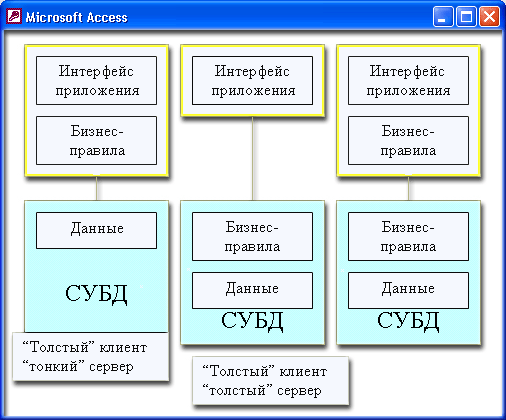 Microsoft Access
Интерфейс
приложения
Бизнес-
правила
Интерфейс
приложения
Интерфейс
приложения
Бизнес-
правила
Данные
СУБД
Бизнес-
правила
Данные
СУБД
Бизнес-
правила
Данные
СУБД
“Толстый” клиент
“тонкий” сервер
“Толстый” клиент
“толстый” сервер